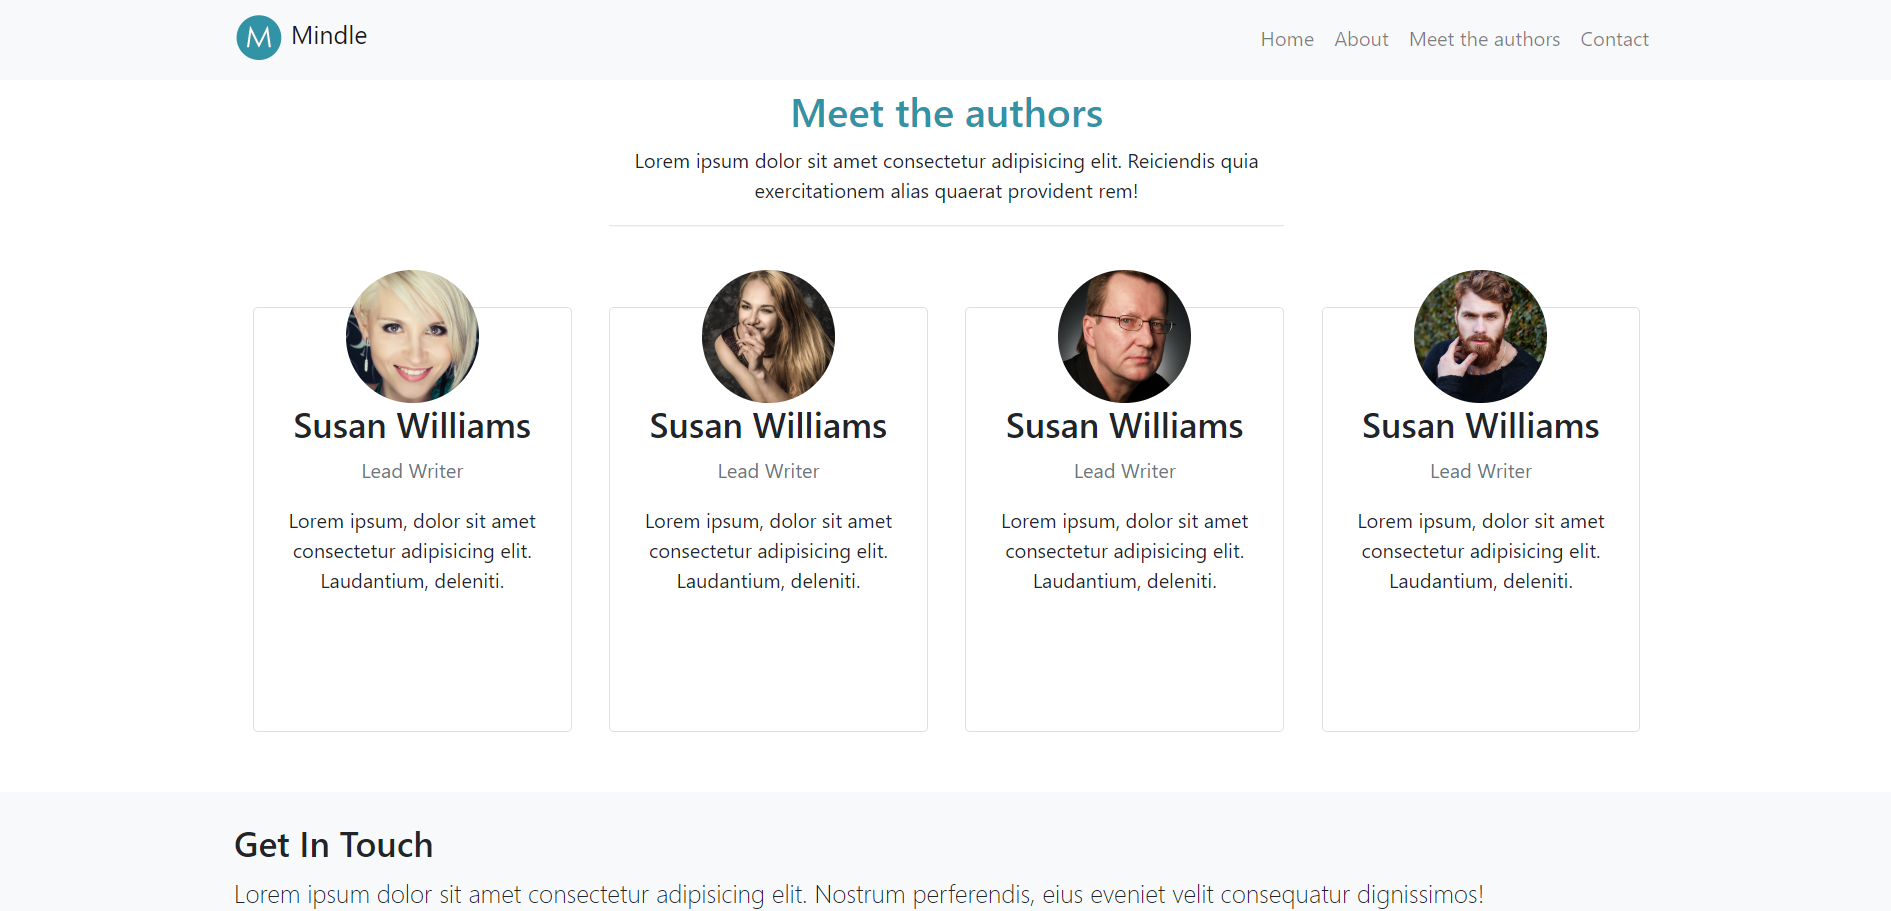 M Mindle
Home About Meet the authors Contact
Meet the authors
Lorem ipsum dolor sit amet consectetur adipisicing elit. Reiciendis quia
exercitationem alias quaerat provident rem!
Susan Williams
Lead Writer
Lorem ipsum, dolor sit amet
consectetur adipisicing elit.
Laudantium, deleniti.
Susan Williams
Lead Writer
Lorem ipsum, dolor sit amet
consectetur adipisicing elit.
Laudantium, deleniti.
Susan Williams
Lead Writer
Lorem ipsum, dolor sit amet
consectetur adipisicing elit.
Laudantium, deleniti.
Susan Williams
Lead Writer
Lorem ipsum, dolor sit amet
consectetur adipisicing elit.
Laudantium, deleniti.
Get In Touch
Lorem ipsum dolor sit amet consectetur adipisicing elit. Nostrum perferendis, eius eveniet velit consequatur dignissimos!